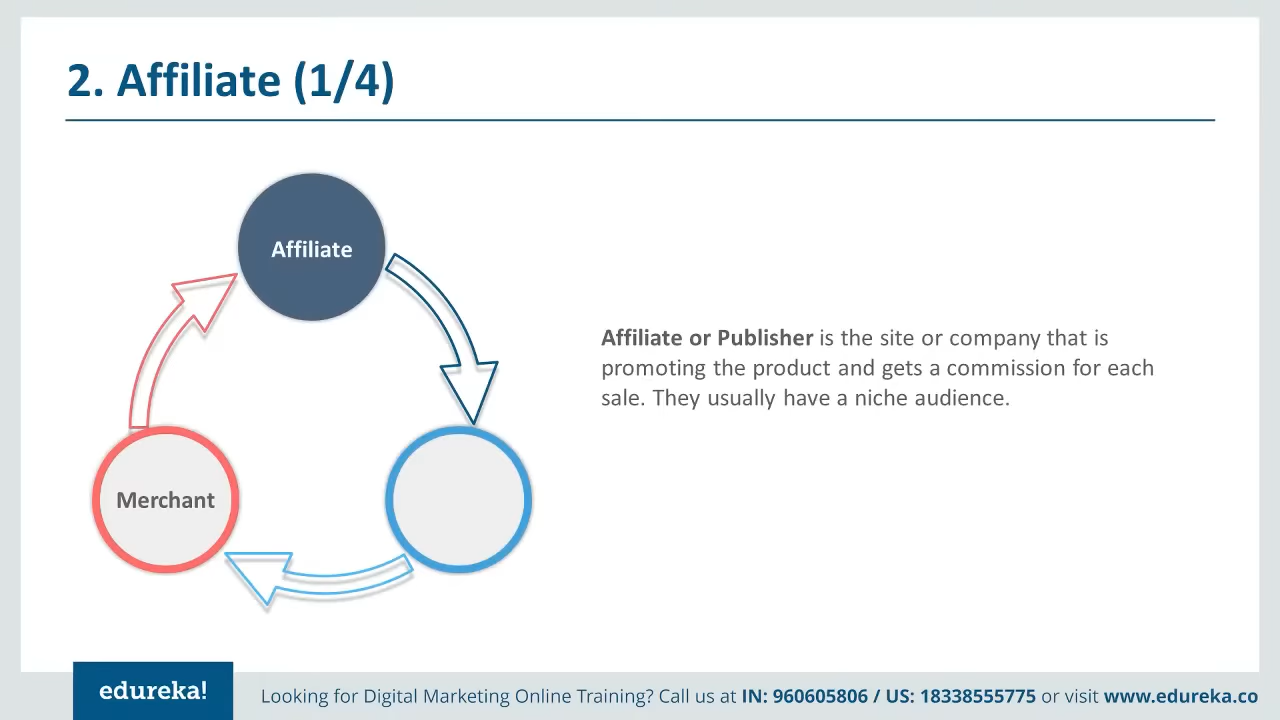 2. Affiliate (1/4)
Affiliate
Affiliate or Publisher is the site or company that is
promoting the product and gets a commission for each
sale. They usually have a niche audience.
Merchant
edureka!
Looking for Digital Marketing Online Training? Call us at IN: 960605806 / US: 18338555775 or visit www.edureka.co